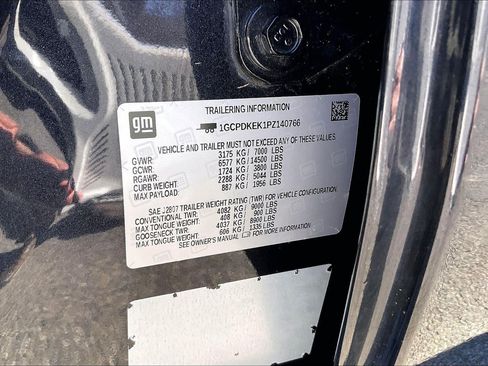 gm
TRAILERING INFORMATION
1GCPDKEK1PZ140766
VEHICLE AND TRAILER MUST NOT EXCEED ANY OF THESE VALUES.
GVWR: 3175 KG / 7000 LBS
GCWR: 6577 KG / 14500 LBS
RGAWR: 1724 KG / 3800 LBS
CURB WEIGHT: 2288 KG / 5044 LBS
MAX PAYLOAD: 887 KG / 1956 LBS
SAE J2807 TRAILER WEIGHT RATING (TWR) FOR VEHICLE CONFIGURATION.
CONVENTIONAL TWR: 4082 KG / 9000 LBS
MAX TONGUE WEIGHT: 408 KG / 900 LBS
GOOSENECK TWR: 4037 KG / 8900 LBS
MAX TONGUE WEIGHT: 606 KG / 1335 LBS
SEE OWNER'S MANUAL FOR MORE INFORMATION.